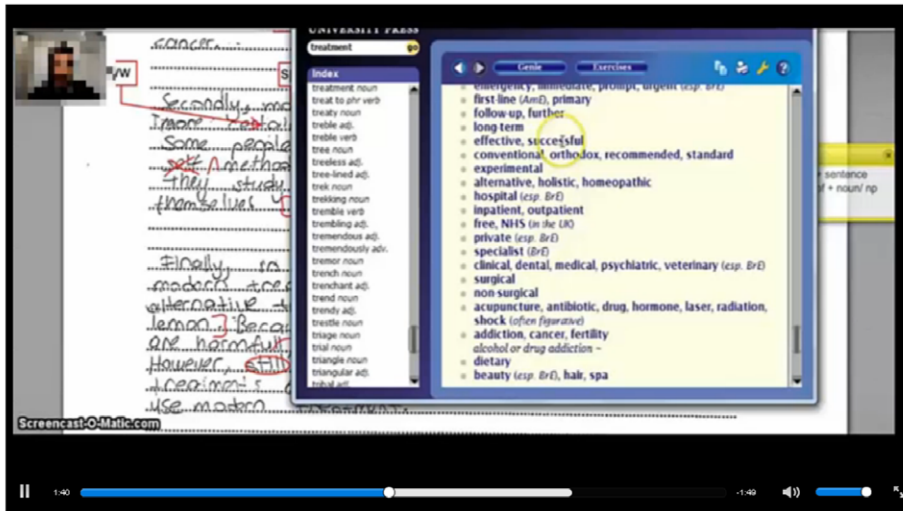 cancer.
/W
Secondly,
Some people
method
They study
themselves
Finally, in
modorn
alternative
lemon. Becau
are harmful
However, still
treatment's
use modern treatment.
Screencast-O-Matic.com
UNIVERSITY PRESS
treatment go
Index
treatment noun
treat to phr verb
treaty noun
treble adj.
treble verb
tree noun
treeless adj.
tree-lined adj.
trek noun
trekking noun
tremble verb
trembling adj.
tremendous adj.
tremendously adv.
tremor noun
trench noun
trenchant adj.
trend noun
trendy adj.
trestle noun
triage noun
trial noun
triangle noun
triangular adj.
tribal adj.
Genie Exercises
emergency, immediate, prompt, urgent (esp. BrE)
first-line (AmE), primary
follow-up, further
long-term
effective, successful
conventional, orthodox, recommended, standard
experimental
alternative, holistic, homeopathic
hospital (esp. BrE)
inpatient, outpatient
free, NHS (in the UK)
private (esp. BrE)
specialist (BrE)
clinical, dental, medical, psychiatric, veterinary (esp. BrE)
surgical
non-surgical
acupuncture, antibiotic, drug, hormone, laser, radiation,
shock (often figurative)
addiction, cancer, fertility
alcohol or drug addiction ~
dietary
beauty (esp. BrE), hair, spa
+ sentence
+ noun/ np
1:40
-1:49